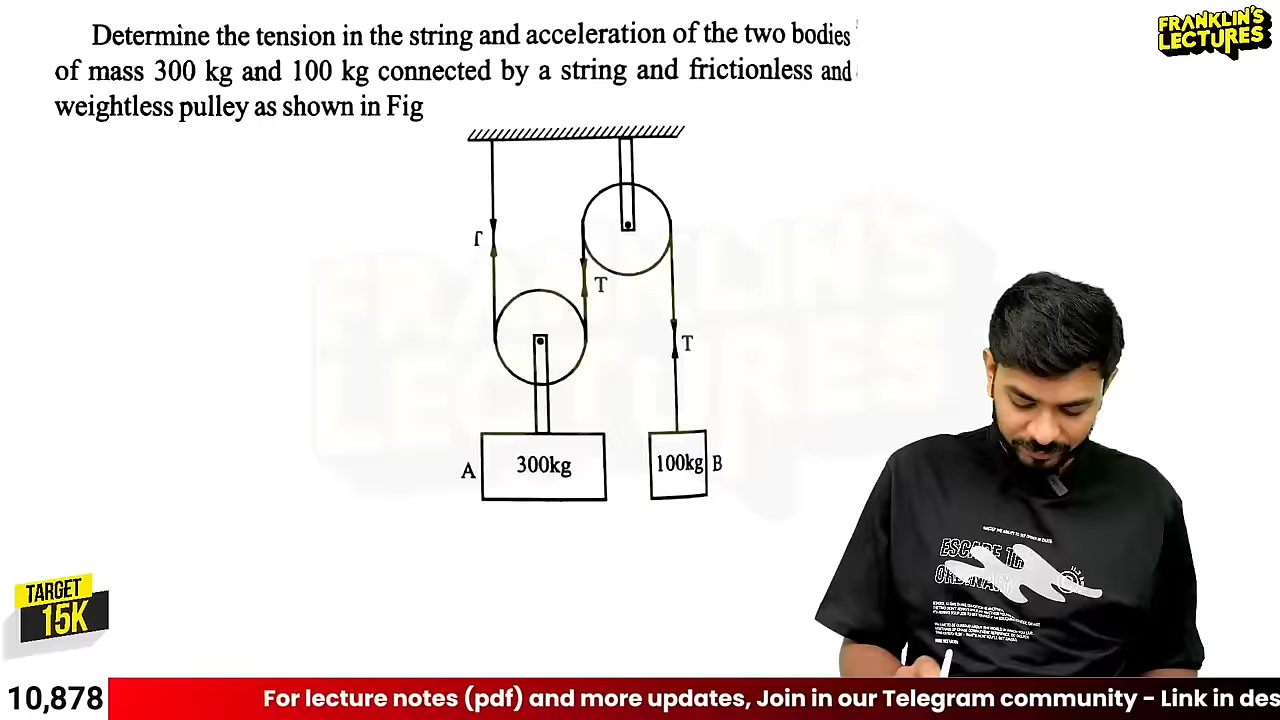 Determine the tension in the string and acceleration of the two bodies
of mass 300 kg and 100 kg connected by a string and frictionless and
weightless pulley as shown in Fig
FRANKLIN'S
LECTURES
T
T
T
A
300kg
100kg
B
FRANKLIN'S
LECTURES
TARGET
15K
10,878
For lecture notes (pdf) and more updates, Join in our Telegram community - Link in des